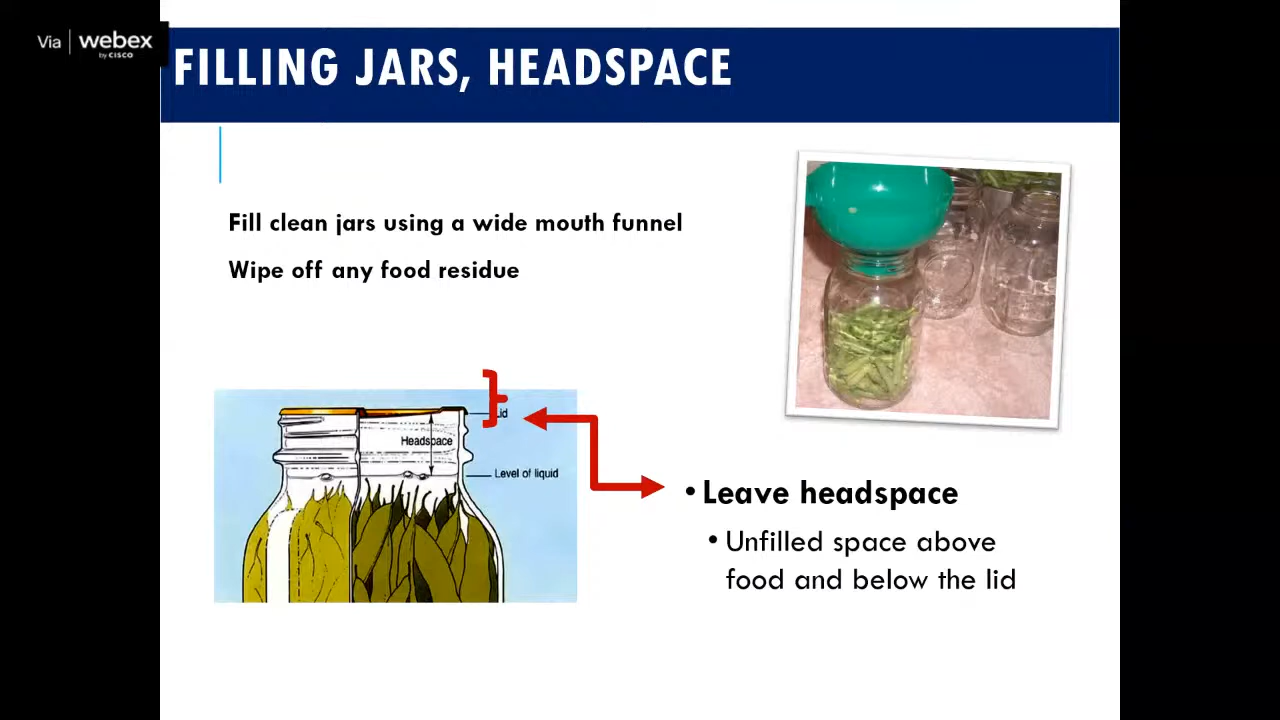 Via webex
by CISCO
FILLING JARS, HEADSPACE
Fill clean jars using a wide mouth funnel
Wipe off any food residue
Lid
Headspace
Level of liquid
• Leave headspace
• Unfilled space above
food and below the lid